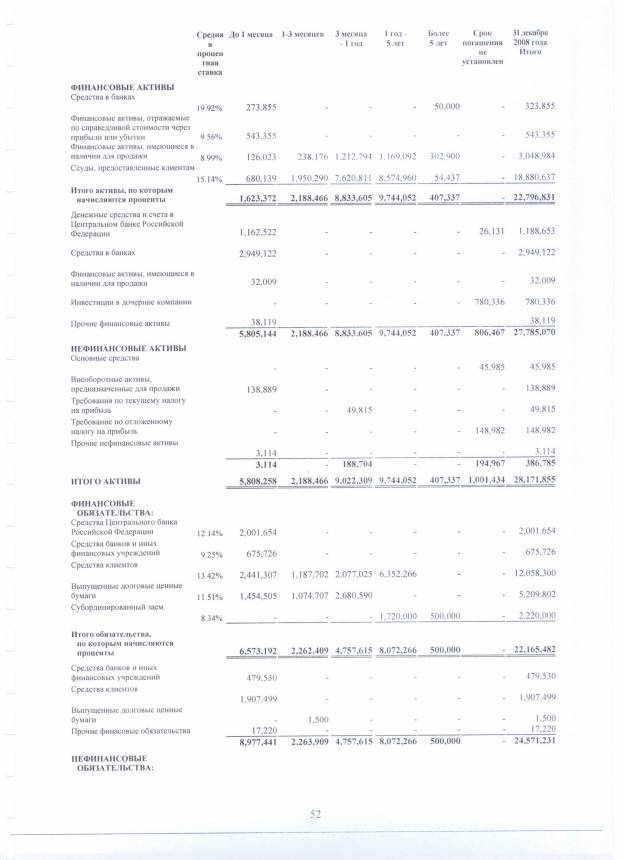 Средняя процентная ставка До 1 месяца 1-3 месяцев 3 месяца - 1 год 1 год - 5 лет Более 5 лет Срок погашения не установлен 31 декабря 2008 года Итого
ФИНАНСОВЫЕ АКТИВЫ
Средства в банках
19.92% 273,855 - - - 50,000 - 323,855
Финансовые активы, отражаемые
по справедливой стоимости через
прибыли или убытки 9.56% 543,355 - - - - - 543,355
Финансовые активы, имеющиеся в
наличии для продажи 8.99% 126,023 238,176 1,212,794 1,169,092 302,900 - 3,048,984
Ссуды, предоставленные клиентам
15.14% 680,139 1,950,290 7,620,811 8,574,960 54,437 - 18,880,637
Итого активы, по которым
начисляются проценты 1,623,372 2,188,466 8,833,605 9,744,052 407,337 - 22,796,831
Денежные средства и счета в
Центральном банке Российской
Федерации 1,162,522 - - - - 26,131 1,188,653
Средства в банках 2,949,122 - - - - - 2,949,122
Финансовые активы, имеющиеся в
наличии для продажи 32,009 - - - - - 32,009
Инвестиции в дочерние компании - - - - - 780,336 780,336
Прочие финансовые активы 38,119 - - - - - 38,119
5,805,144 2,188,466 8,833,605 9,744,052 407,337 806,467 27,785,070
НЕФИНАНСОВЫЕ АКТИВЫ
Основные средства
- - - - - 45,985 45,985
Внеоборотные активы,
предназначенные для продажи 138,889 - - - - - 138,889
Требования по текущему налогу
на прибыль - - 49,815 - - - 49,815
Требование по отложенному
налогу на прибыль - - - - - 148,982 148,982
Прочие нефинансовые активы
3,114 - - - - - 3,114
3,114 - 188,704 - - 194,967 386,785
ИТОГО АКТИВЫ 5,808,258 2,188,466 9,022,309 9,744,052 407,337 1,001,434 28,171,855
ФИНАНСОВЫЕ
ОБЯЗАТЕЛЬСТВА:
Средства Центрального банка
Российской Федерации 12.14% 2,001,654 - - - - - 2,001,654
Средства банков и иных
финансовых учреждений 9.25% 675,726 - - - - - 675,726
Средства клиентов
13.42% 2,441,307 1,187,702 2,077,025 6,352,266 - - 12,058,300
Выпущенные долговые ценные
бумаги 11.51% 1,454,505 1,074,707 2,680,590 - - - 5,209,802
Субординированный заем
8.34% - - - 1,720,000 500,000 - 2,220,000
Итого обязательства,
по которым начисляются
проценты 6,573,192 2,262,409 4,757,615 8,072,266 500,000 - 22,165,482
Средства банков и иных
финансовых учреждений 479,530 - - - - - 479,530
Средства клиентов
1,907,499 - - - - - 1,907,499
Выпущенные долговые ценные
бумаги - 1,500 - - - - 1,500
Прочие финасовые обязательства 17,220 - - - - - 17,220
8,977,441 2,263,909 4,757,615 8,072,266 500,000 - 24,571,231
НЕФИНАНСОВЫЕ
ОБЯЗАТЕЛЬСТВА:
52